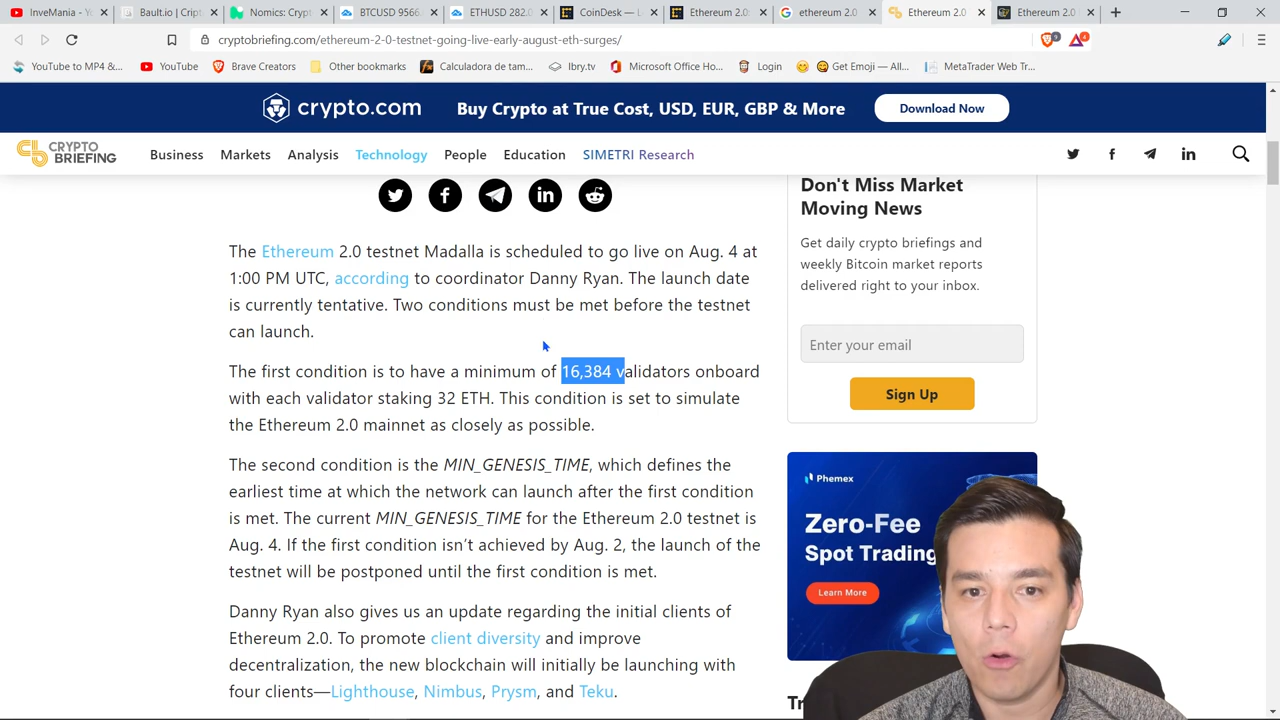 InveMania — Yo
Bault.io | Crip
Nomics: Crypt
BTCUSD 9566.
ETHUSD 282.0
CoinDesk — L
Ethereum 2.0:
ethereum 2.0
Ethereum 2.0
Ethereum 2.0
cryptobriefing.com/ethereum-2-0-testnet-going-live-early-august-eth-surges/
9
4
YouTube to MP4 &...
YouTube
Brave Creators
Other bookmarks
Calculadora de tam...
lbry.tv
Microsoft Office Ho...
Login
Get Emoji — All...
MetaTrader Web Tr...
crypto.com
Buy Crypto at True Cost, USD, EUR, GBP & More
Download Now
CRYPTO
BRIEFING
Business
Markets
Analysis
Technology
People
Education
SIMETRI Research
The Ethereum 2.0 testnet Madalla is scheduled to go live on Aug. 4 at
1:00 PM UTC, according to coordinator Danny Ryan. The launch date
is currently tentative. Two conditions must be met before the testnet
can launch.
The first condition is to have a minimum of 16,384 validators onboard
with each validator staking 32 ETH. This condition is set to simulate
the Ethereum 2.0 mainnet as closely as possible.
The second condition is the MIN_GENESIS_TIME, which defines the
earliest time at which the network can launch after the first condition
is met. The current MIN_GENESIS_TIME for the Ethereum 2.0 testnet is
Aug. 4. If the first condition isn't achieved by Aug. 2, the launch of the
testnet will be postponed until the first condition is met.
Danny Ryan also gives us an update regarding the initial clients of
Ethereum 2.0. To promote client diversity and improve
decentralization, the new blockchain will initially be launching with
four clients—Lighthouse, Nimbus, Prysm, and Teku.
Don't Miss Market
Moving News
Get daily crypto briefings and
weekly Bitcoin market reports
delivered right to your inbox.
Enter your email
Sign Up
Phemex
Zero-Fee
Spot Trading
Learn More